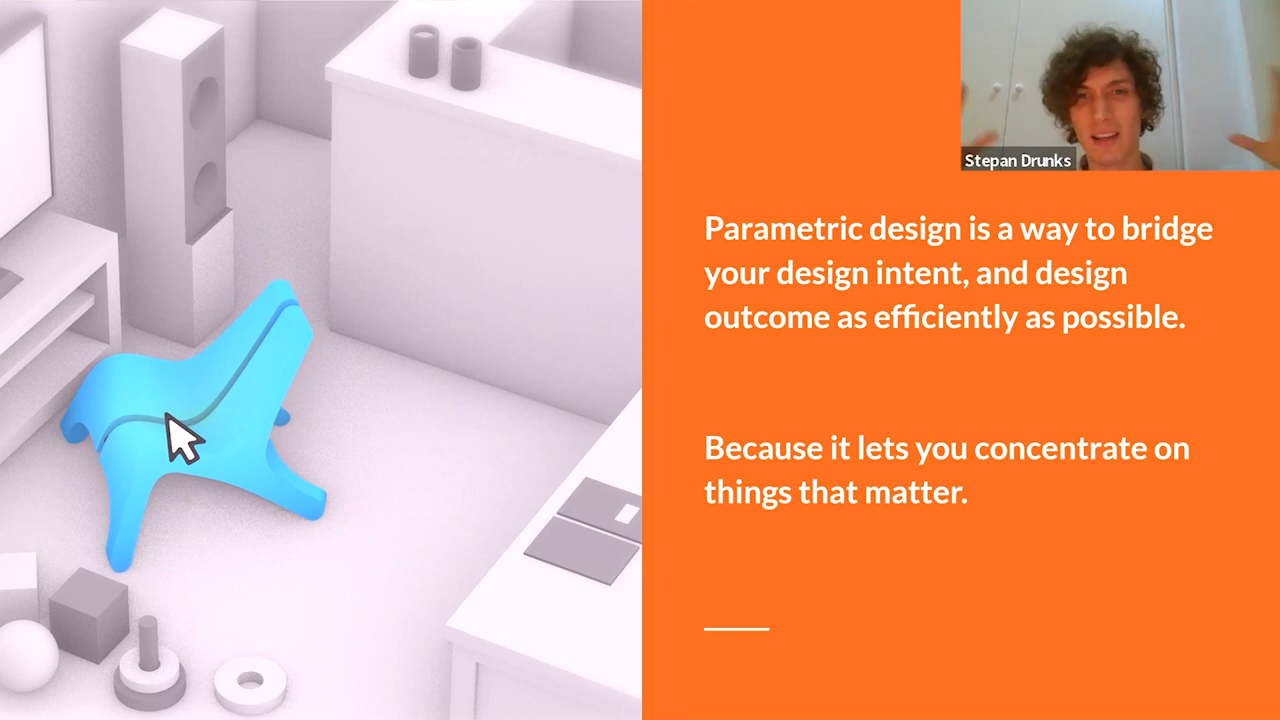 Stepan Drunks
Parametric design is a way to bridge
your design intent, and design
outcome as efficiently as possible.
Because it lets you concentrate on
things that matter.